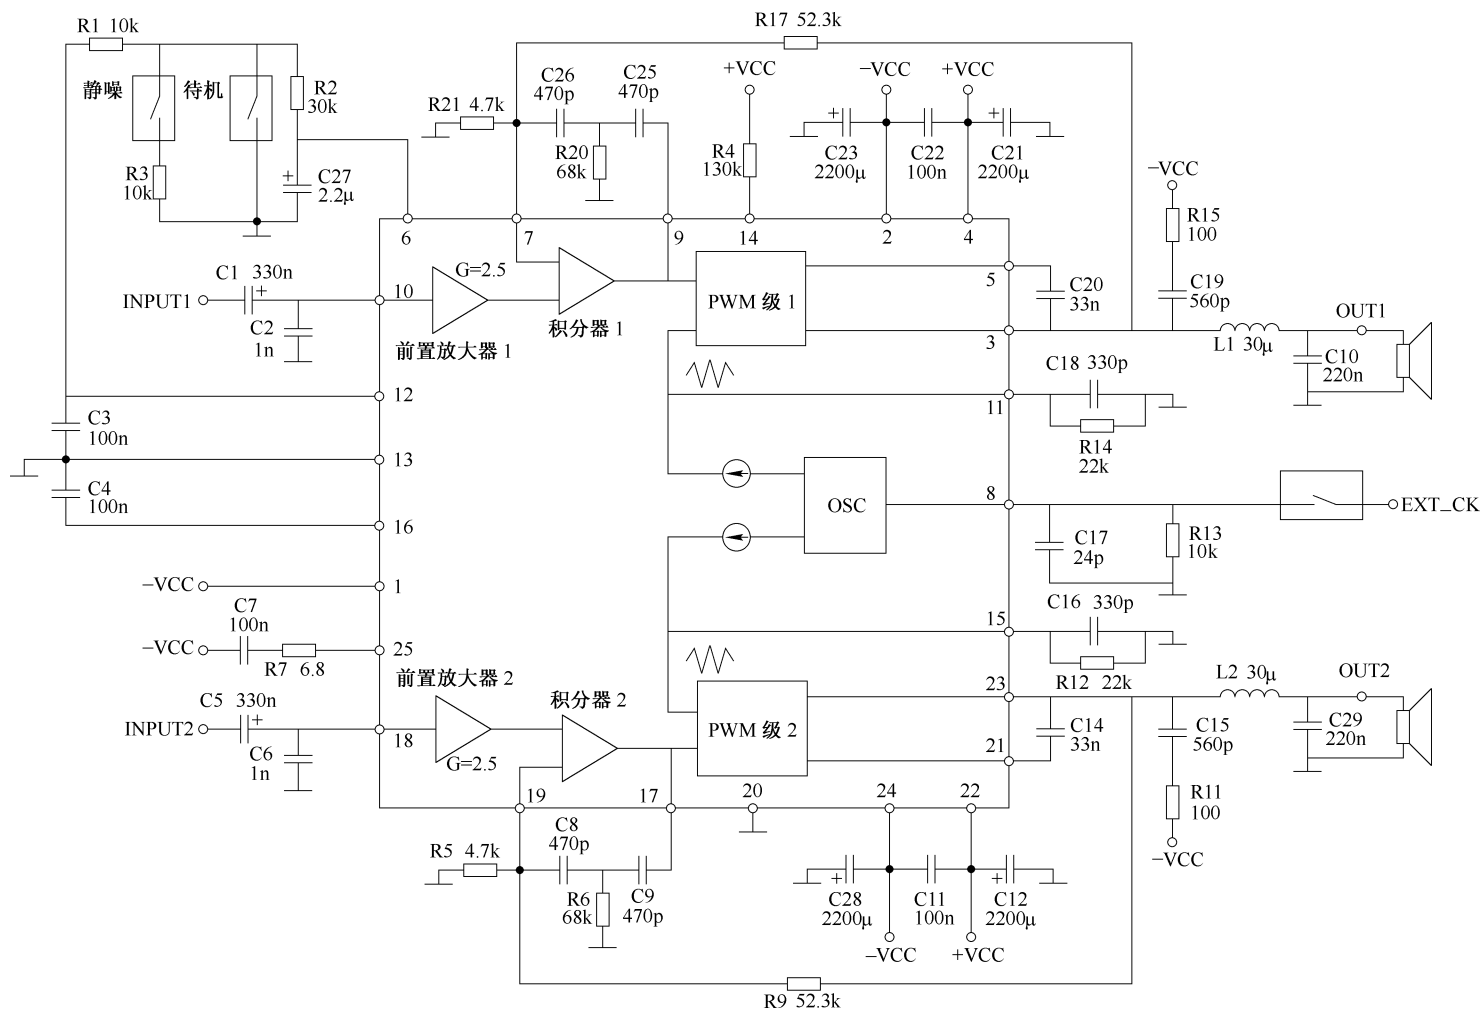 R17 52.3k
R1 10k
静噪
待机
R2
30k
R3
10k
C27
2.2μ
+
R21 4.7k
C26
470p
C25
470p
R20
68k
+VCC
R4
130k
−VCC
+VCC
+
C23
2200μ
C22
100n
+
C21
2200μ
−VCC
R15
100
C19
560p
6
7
9
14
2
4
C1 330n
+
INPUT1
C2
1n
10
G=2.5
前置放大器 1
积分器 1
PWM 级 1
5
3
C20
33n
L1 30μ
OUT1
C10
220n
12
C3
100n
13
C4
100n
16
11
C18 330p
R14
22k
OSC
8
C17
24p
R13
10k
EXT_CK
−VCC
1
C7
100n
−VCC
R7 6.8
25
15
C16 330p
R12 22k
前置放大器 2
C5 330n
+
INPUT2
C6
1n
18
G=2.5
积分器 2
PWM 级 2
23
21
C14
33n
C15
560p
L2 30μ
OUT2
C29
220n
R11
100
−VCC
19
17
20
24
22
R5 4.7k
C8
470p
R6
68k
C9
470p
+
C28
2200μ
C11
100n
+
C12
2200μ
−VCC
+VCC
R9 52.3k